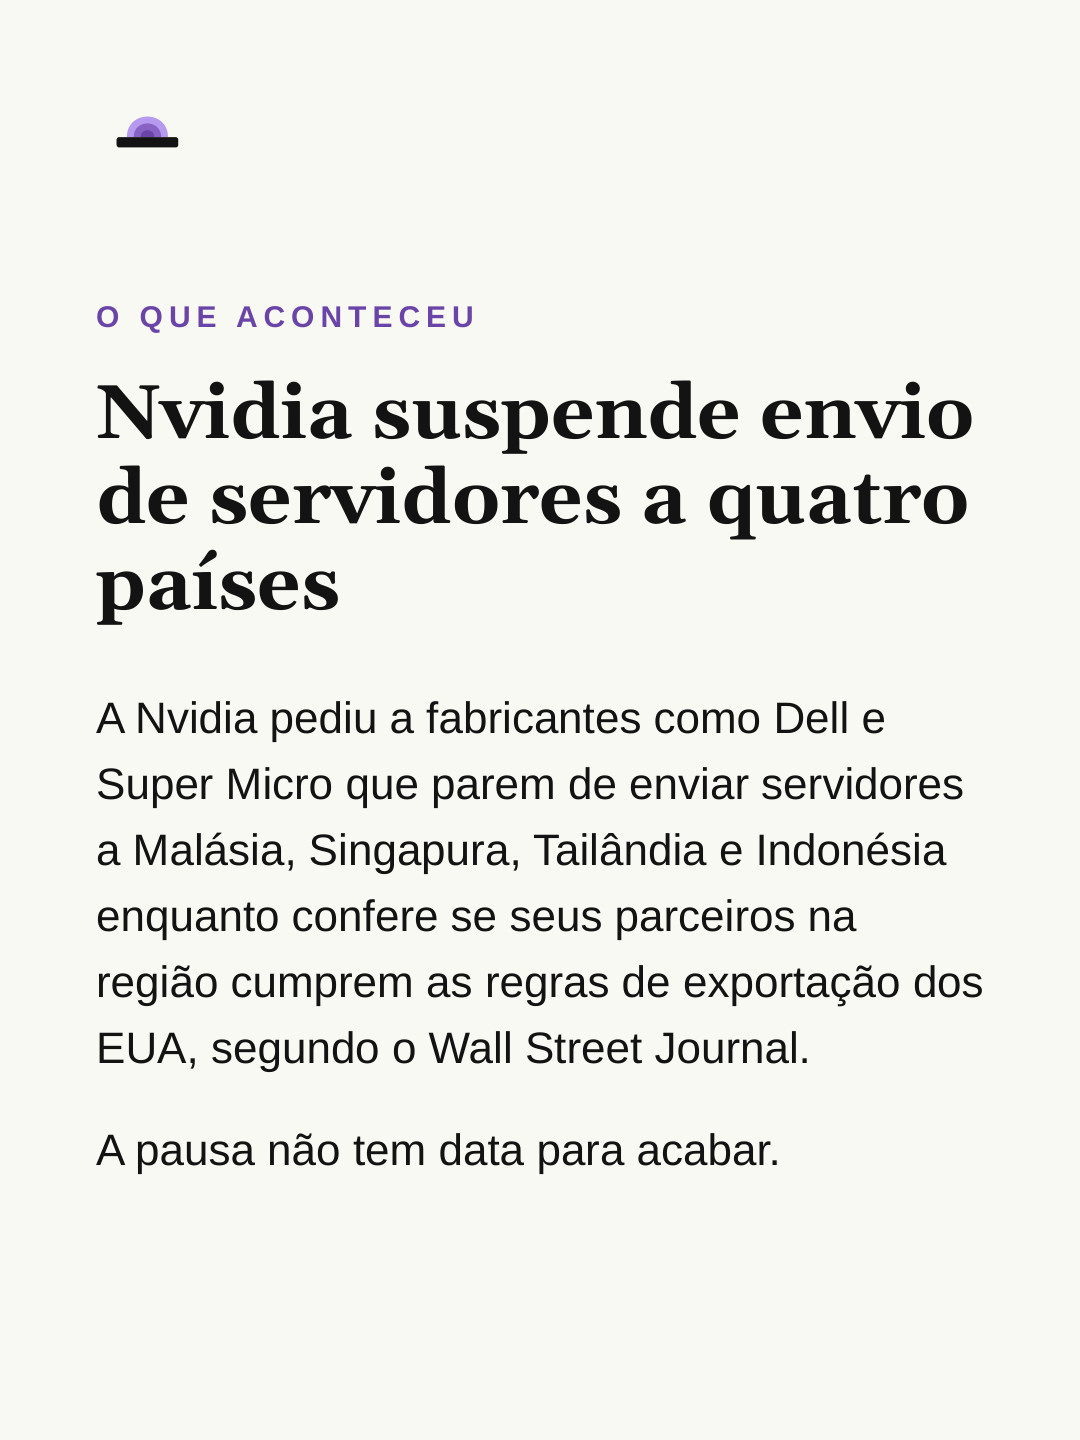 O QUE ACONTECEU
Nvidia suspende envio
de servidores a quatro
países
A Nvidia pediu a fabricantes como Dell e
Super Micro que parem de enviar servidores
a Malásia, Singapura, Tailândia e Indonésia
enquanto confere se seus parceiros na
região cumprem as regras de exportação dos
EUA, segundo o Wall Street Journal.
A pausa não tem data para acabar.